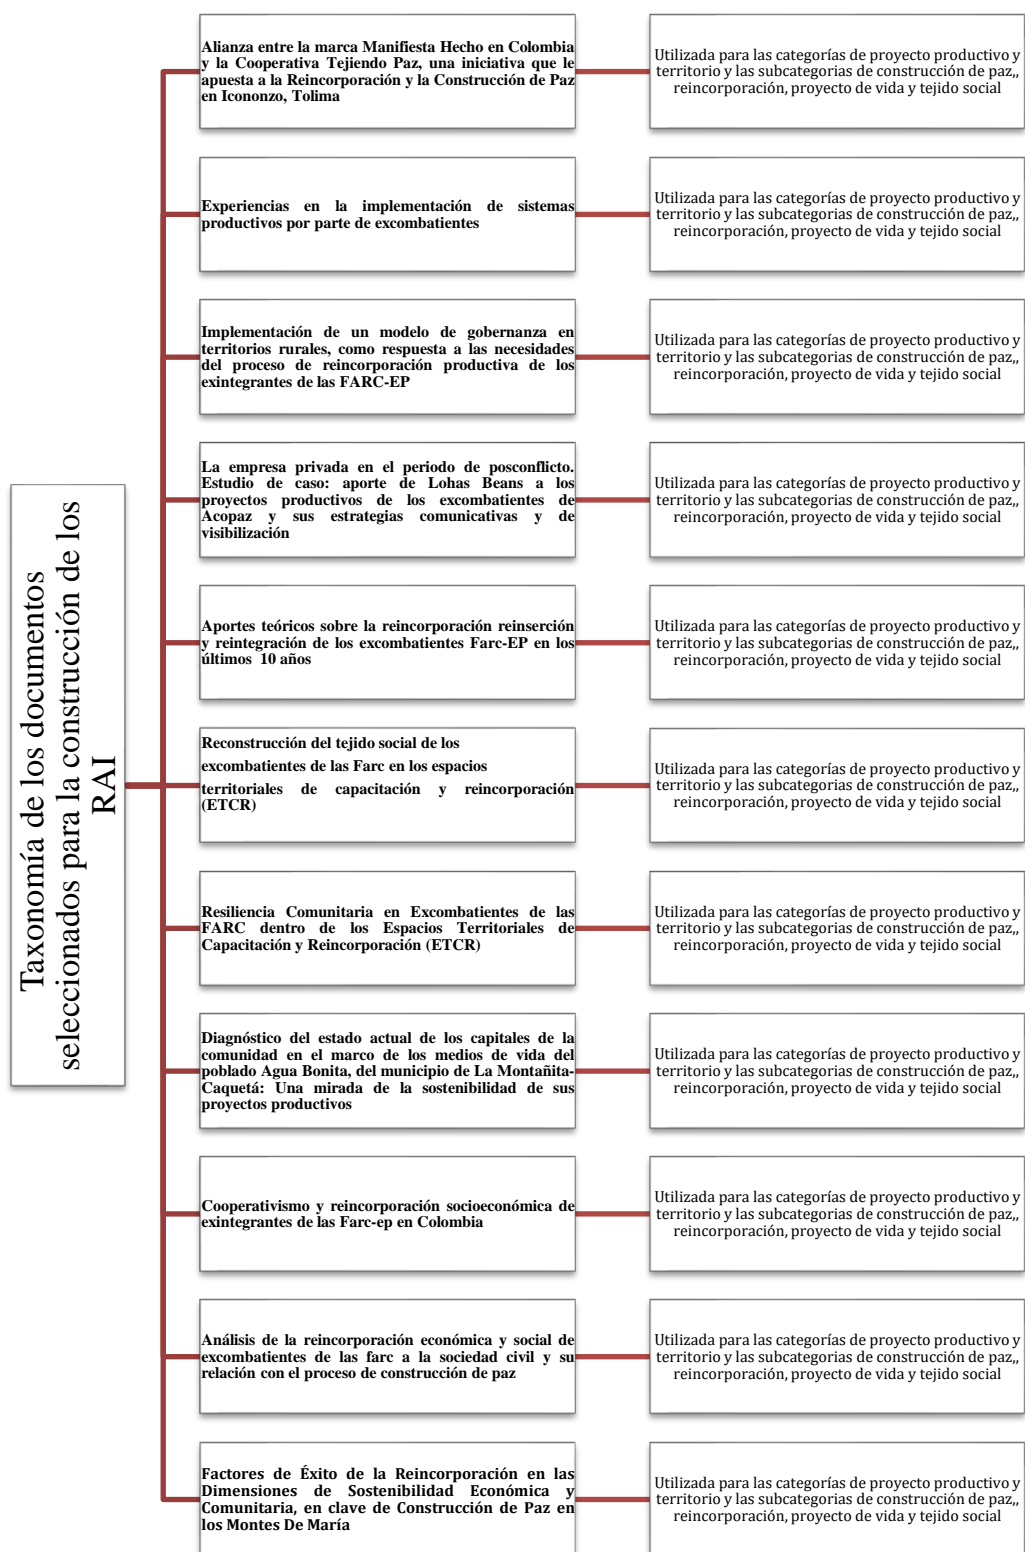 Taxonomía de los documentos
seleccionados para la construcción de los
RAI
Alianza entre la marca Manifiesta Hecho en Colombia
y la Cooperativa Tejiendo Paz, una iniciativa que le
apuesta a la Reincorporación y la Construcción de Paz
en Icononzo, Tolima
Utilizada para las categorías de proyecto productivo y
territorio y las subcategorias de construcción de paz,,
reincorporación, proyecto de vida y tejido social
Experiencias en la implementación de sistemas
productivos por parte de excombatientes
Utilizada para las categorías de proyecto productivo y
territorio y las subcategorias de construcción de paz,,
reincorporación, proyecto de vida y tejido social
Implementación de un modelo de gobernanza en
territorios rurales, como respuesta a las necesidades
del proceso de reincorporación productiva de los
exintegrantes de las FARC-EP
Utilizada para las categorías de proyecto productivo y
territorio y las subcategorias de construcción de paz,,
reincorporación, proyecto de vida y tejido social
La empresa privada en el periodo de posconflicto.
Estudio de caso: aporte de Lohas Beans a los
proyectos productivos de los excombatientes de
Acopaz y sus estrategias comunicativas y de
visibilización
Utilizada para las categorías de proyecto productivo y
territorio y las subcategorias de construcción de paz,,
reincorporación, proyecto de vida y tejido social
Aportes teóricos sobre la reincorporación reinserción
y reintegración de los excombatientes Farc-EP en los
últimos 10 años
Utilizada para las categorías de proyecto productivo y
territorio y las subcategorias de construcción de paz,,
reincorporación, proyecto de vida y tejido social
Reconstrucción del tejido social de los
excombatientes de las Farc en los espacios
territoriales de capacitación y reincorporación
(ETCR)
Utilizada para las categorías de proyecto productivo y
territorio y las subcategorias de construcción de paz,,
reincorporación, proyecto de vida y tejido social
Resiliencia Comunitaria en Excombatientes de las
FARC dentro de los Espacios Territoriales de
Capacitación y Reincorporación (ETCR)
Utilizada para las categorías de proyecto productivo y
territorio y las subcategorias de construcción de paz,,
reincorporación, proyecto de vida y tejido social
Diagnóstico del estado actual de los capitales de la
comunidad en el marco de los medios de vida del
poblado Agua Bonita, del municipio de La Montañita-
Caquetá: Una mirada de la sostenibilidad de sus
proyectos productivos
Utilizada para las categorías de proyecto productivo y
territorio y las subcategorias de construcción de paz,,
reincorporación, proyecto de vida y tejido social
Cooperativismo y reincorporación socioeconómica de
exintegrantes de las Farc-ep en Colombia
Utilizada para las categorías de proyecto productivo y
territorio y las subcategorias de construcción de paz,,
reincorporación, proyecto de vida y tejido social
Análisis de la reincorporación económica y social de
excombatientes de las farc a la sociedad civil y su
relación con el proceso de construcción de paz
Utilizada para las categorías de proyecto productivo y
territorio y las subcategorias de construcción de paz,,
reincorporación, proyecto de vida y tejido social
Factores de Éxito de la Reincorporación en las
Dimensiones de Sostenibilidad Económica y
Comunitaria, en clave de Construcción de Paz en
los Montes De María
Utilizada para las categorías de proyecto productivo y
territorio y las subcategorias de construcción de paz,,
reincorporación, proyecto de vida y tejido social